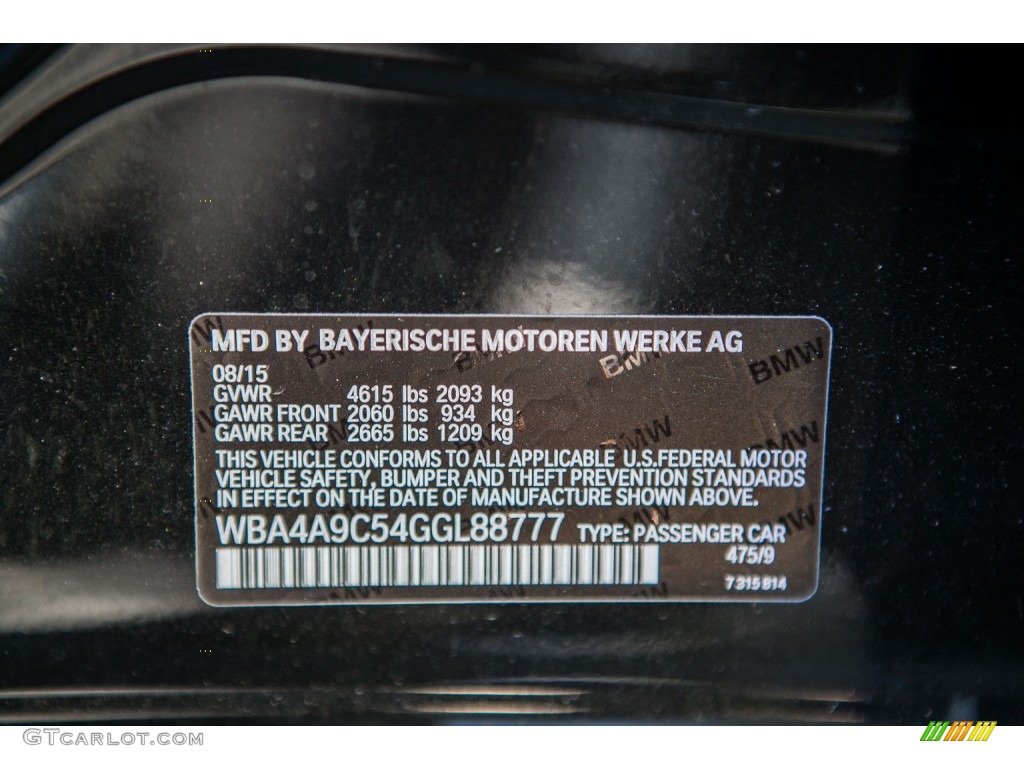 MFD BY BAYERISCHE MOTOREN WERKE AG
08/15
GVWR 4615 lbs 2093 kg
GAWR FRONT 2060 lbs 934 kg
GAWR REAR 2665 lbs 1209 kg
THIS VEHICLE CONFORMS TO ALL APPLICABLE U.S.FEDERAL MOTOR
VEHICLE SAFETY, BUMPER AND THEFT PREVENTION STANDARDS
IN EFFECT ON THE DATE OF MANUFACTURE SHOWN ABOVE.
WBA4A9C54GGL88777 TYPE: PASSENGER CAR
475/9
7 315 814
GTCARLOT.COM